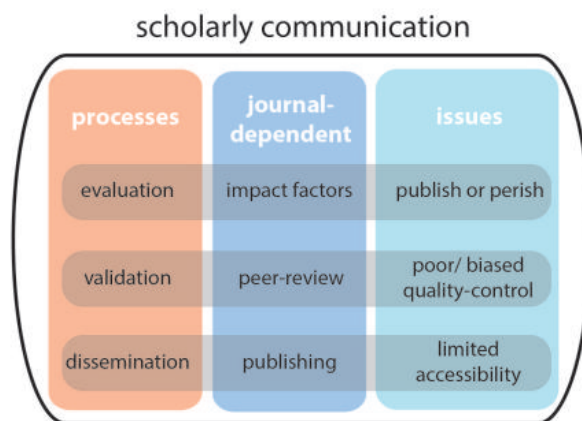 scholarly communication
processes
journal-
dependent
issues
evaluation
impact factors
publish or perish
validation
peer-review
poor/ biased
quality-control
dissemination
publishing
limited
accessibility